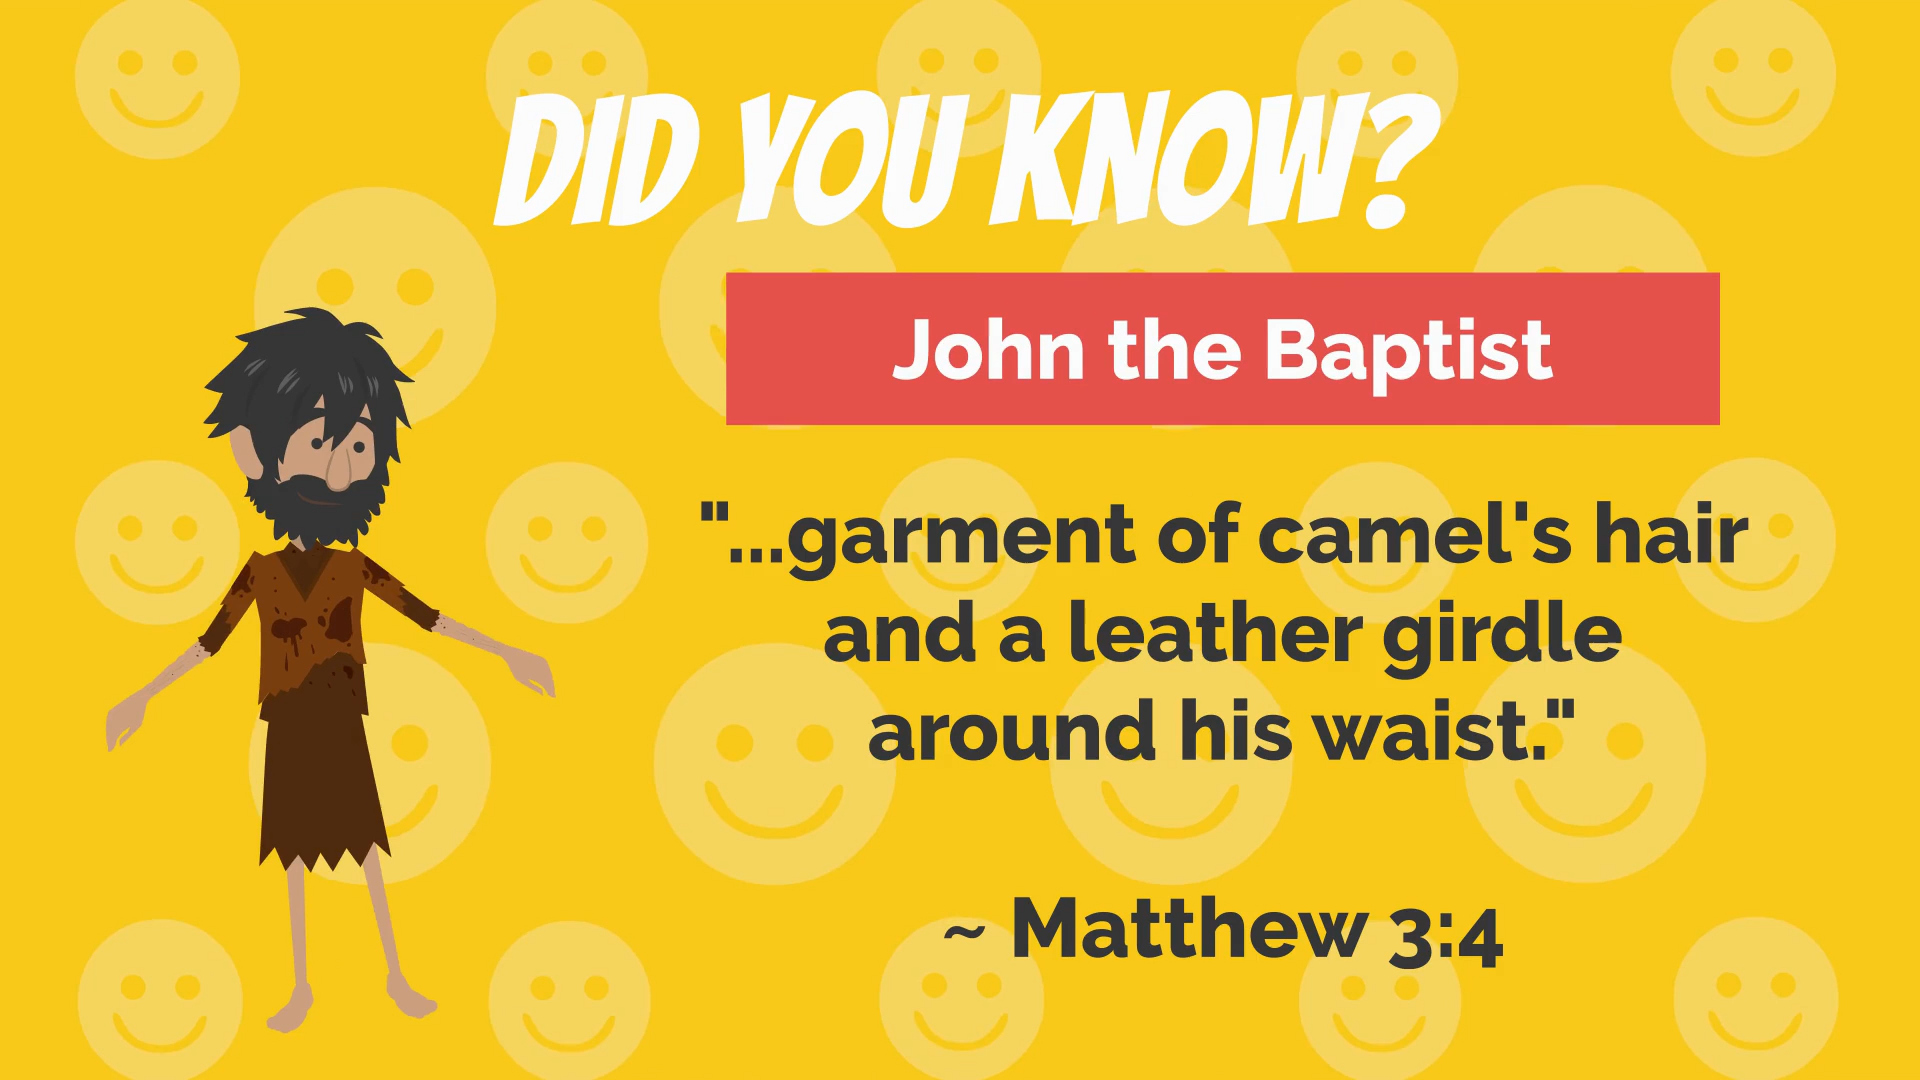 DID YOU KNOW?
John the Baptist
"...garment of camel's hair
and a leather girdle
around his waist."
~ Matthew 3:4